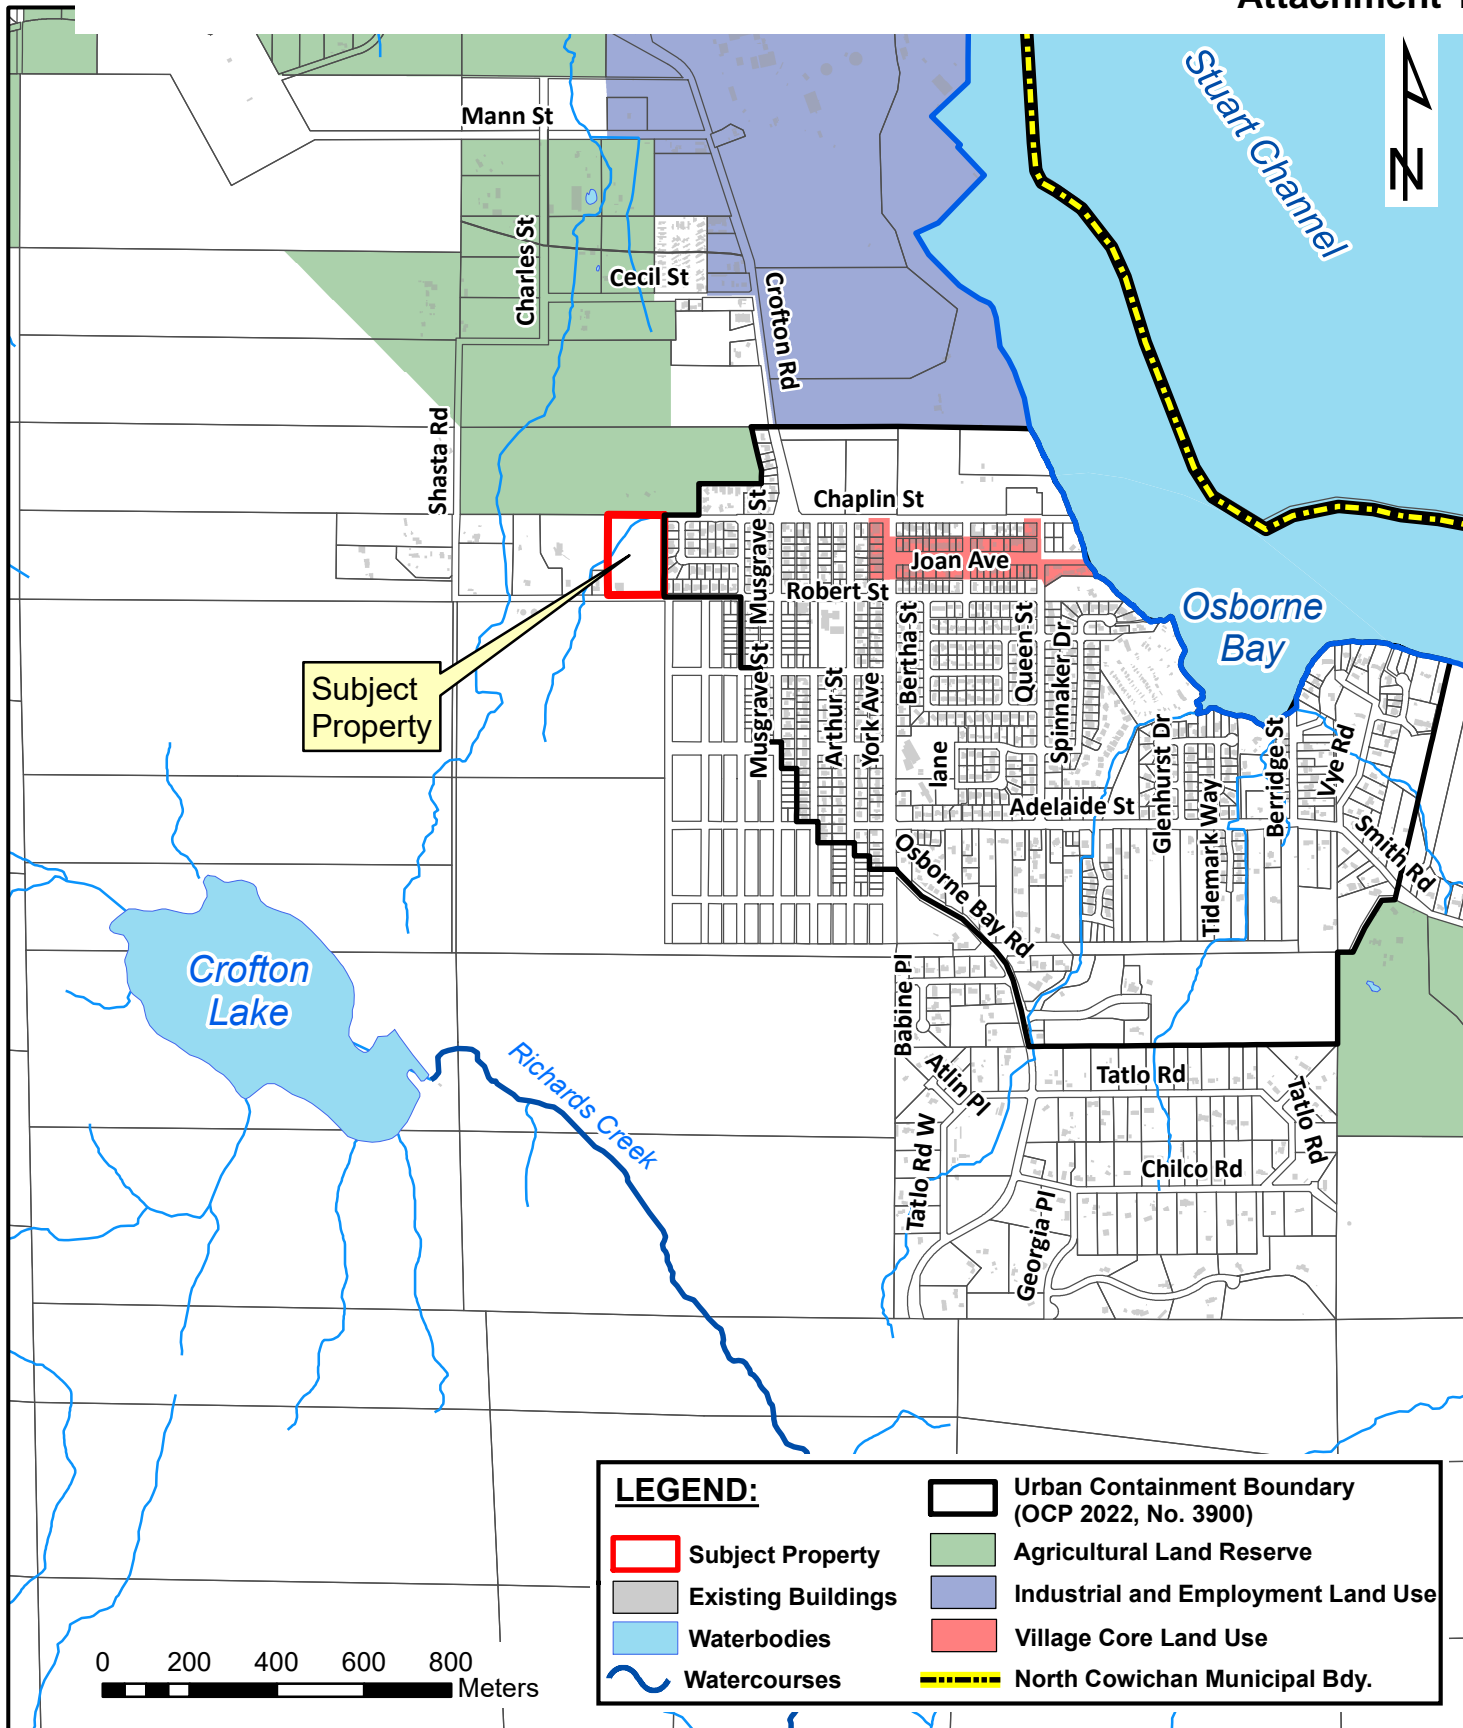 Attachment
Stuart Channel
N
Mann St
Charles St
Cecil St
Crofton Rd
Shasta Rd
Chaplin St
Musgrave St
Joan Ave
Robert St
Osborne
Bay
Subject
Property
Musgrave St
Arthur St
York Ave
Bertha St
Queen St
Spinnaker Dr
lane
Adelaide St
Glenhurst Dr
Tidemark Way
Berridge St
Vye Rd
Smith Rd
Osborne Bay Rd
Crofton
Lake
Babine Pl
Richards Creek
Atlin Pl
Tatlo Rd
Tatlo Rd
Tatlo Rd W
Chilco Rd
Georgia Pl
LEGEND:
Subject Property
Existing Buildings
Waterbodies
Watercourses
Urban Containment Boundary
(OCP 2022, No. 3900)
Agricultural Land Reserve
Industrial and Employment Land Use
Village Core Land Use
North Cowichan Municipal Bdy.
0 200 400 600 800
Meters